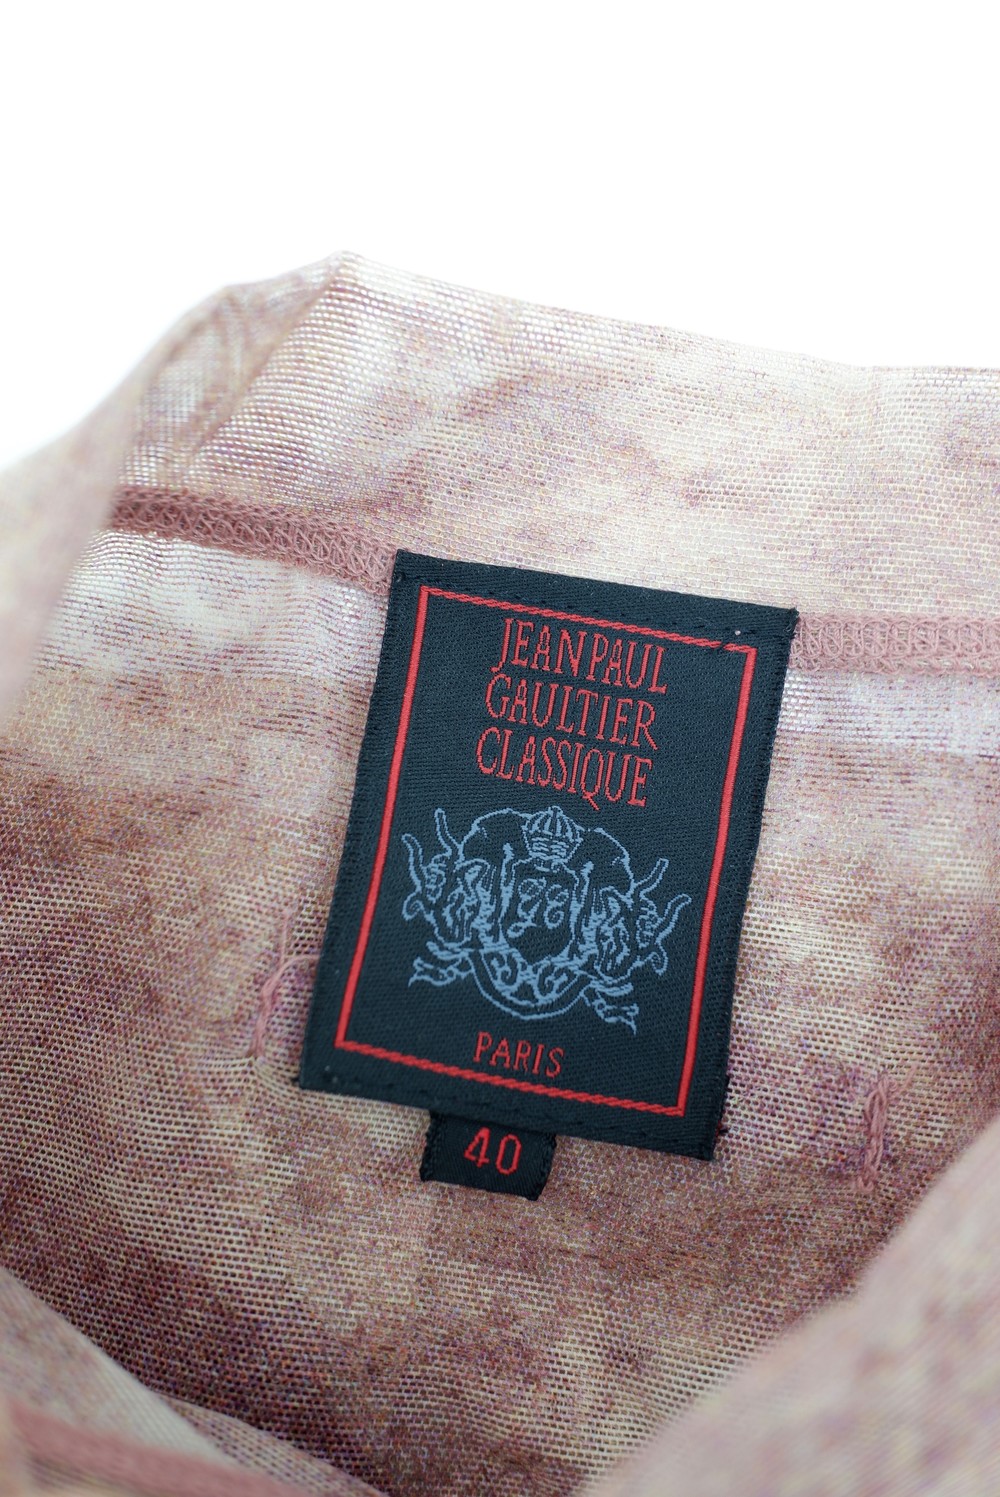 JEAN PAUL
GAULTIER
CLASSIQUE
PARIS
40